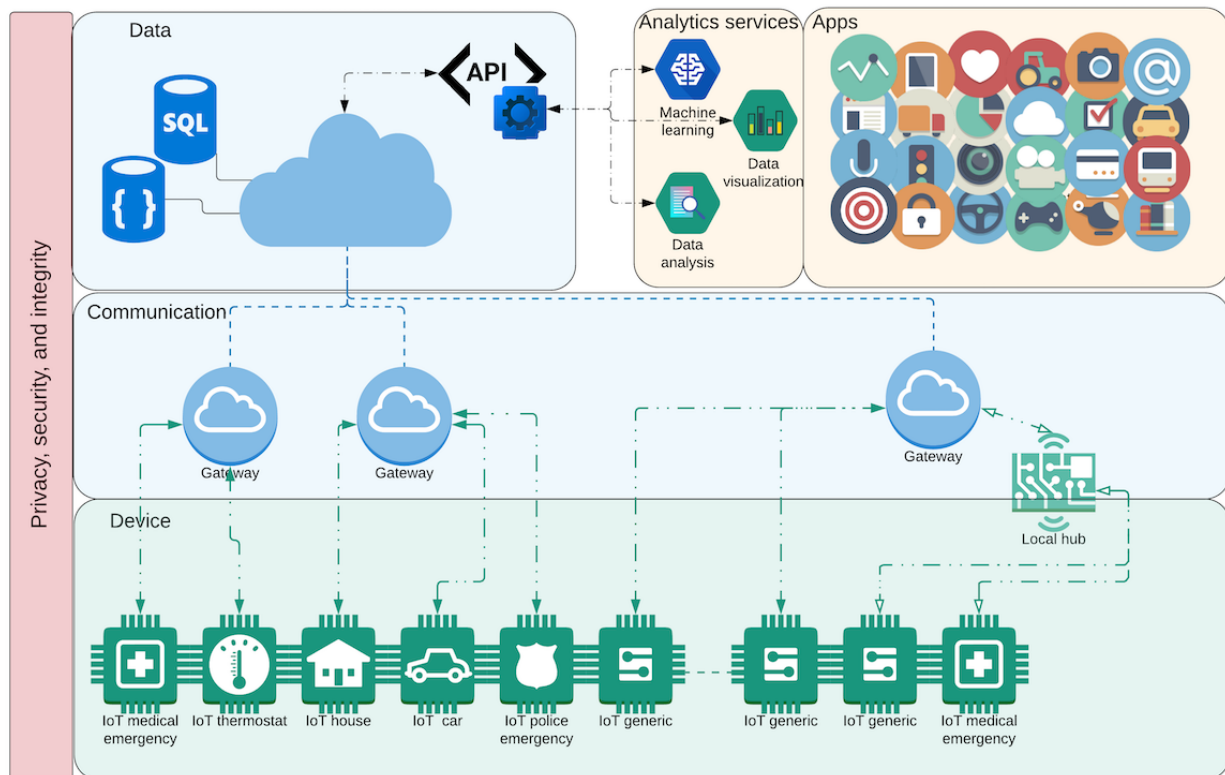 Privacy, security, and integrity
Data
SQL
{ }
API
Analytics services
Machine
learning
Data
visualization
Data
analysis
Apps
@
Communication
Gateway
Gateway
Gateway
Local hub
Device
IoT medical
emergency
IoT thermostat
IoT house
IoT car
IoT police
emergency
IoT generic
IoT generic
IoT generic
IoT medical
emergency